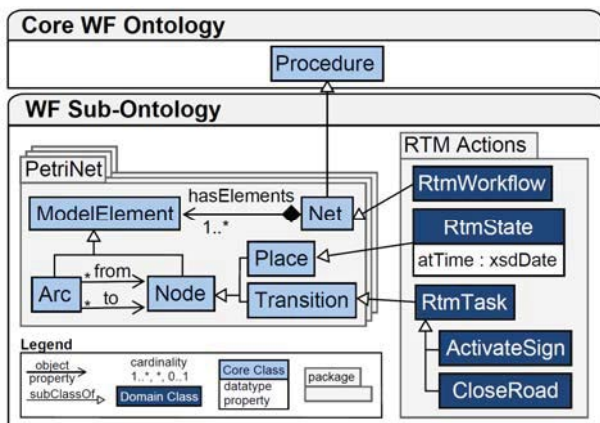 Core WF Ontology
Procedure
WF Sub-Ontology
PetriNet
ModelElement
hasElements
1..*
Net
Arc
* from
* to
Node
Place
Transition
RTM Actions
RtmWorkflow
RtmState
atTime : xsdDate
RtmTask
ActivateSign
CloseRoad
Legend
object
property
subClassOf
cardinality
1..*, *, 0..1
Domain Class
Core Class
datatype
property
package